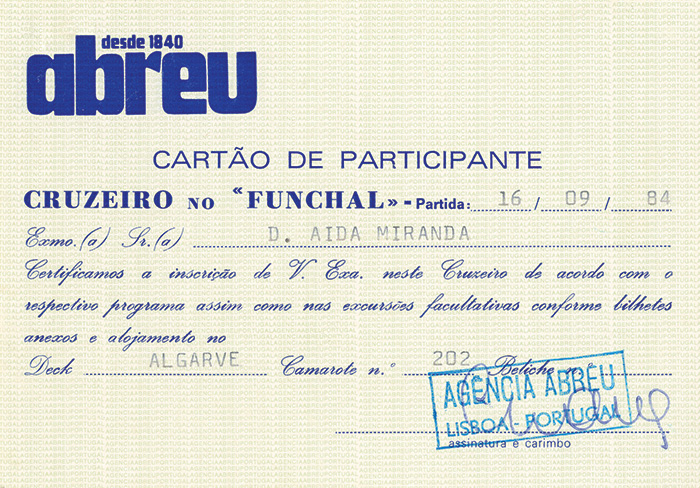 desde 1840
abreu
CARTÃO DE PARTICIPANTE
CRUZEIRO NO «FUNCHAL» - Partida: 16 / 09 / 84
Exmo.(a) Sr.(a) D. AIDA MIRANDA
Certificamos a inscrição de V. Exa. neste Cruzeiro de acordo com o
respectivo programa assim como nas excursões facultativas conforme bilhetes
anexos e alojamento no
Deck ALGARVE Camarote n.° 202 Beliche n.°
AGÊNCIA ABREU
LISBOA - PORTUGAL
assinatura e carimbo